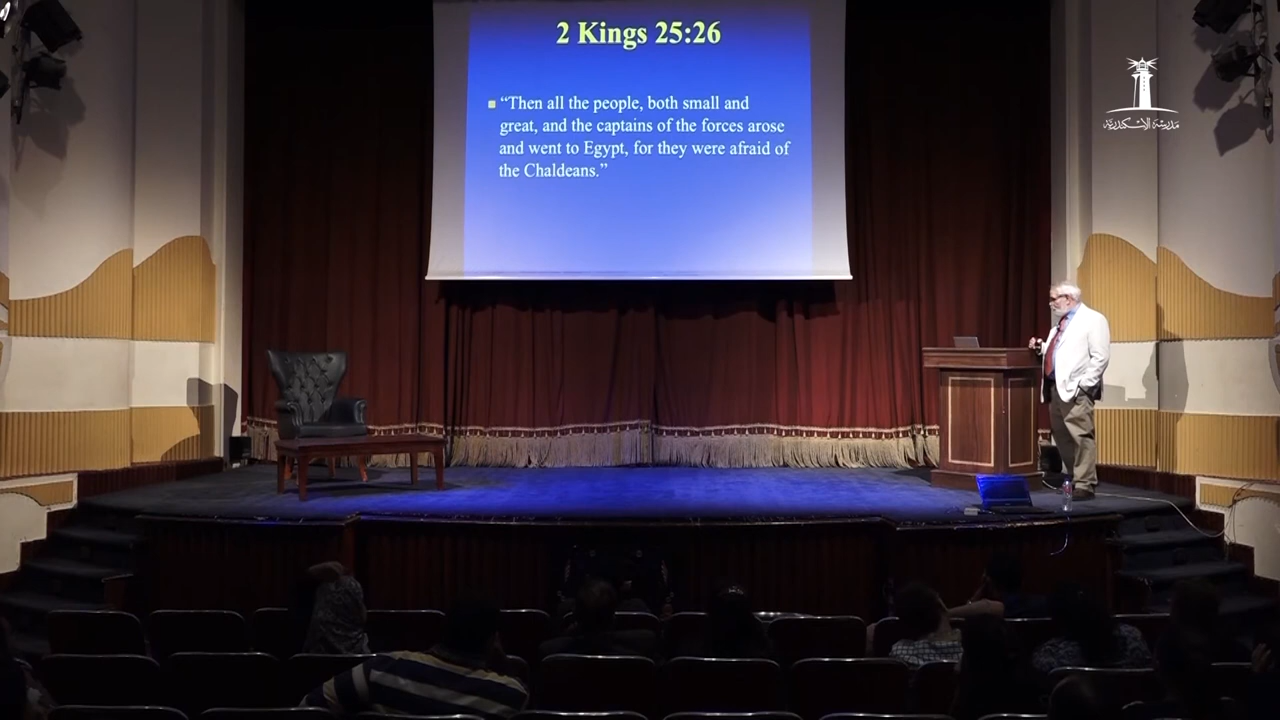 2 Kings 25:26
“Then all the people, both small and
great, and the captains of the forces arose
and went to Egypt, for they were afraid of
the Chaldeans.”
مدرسة الإسكندرية